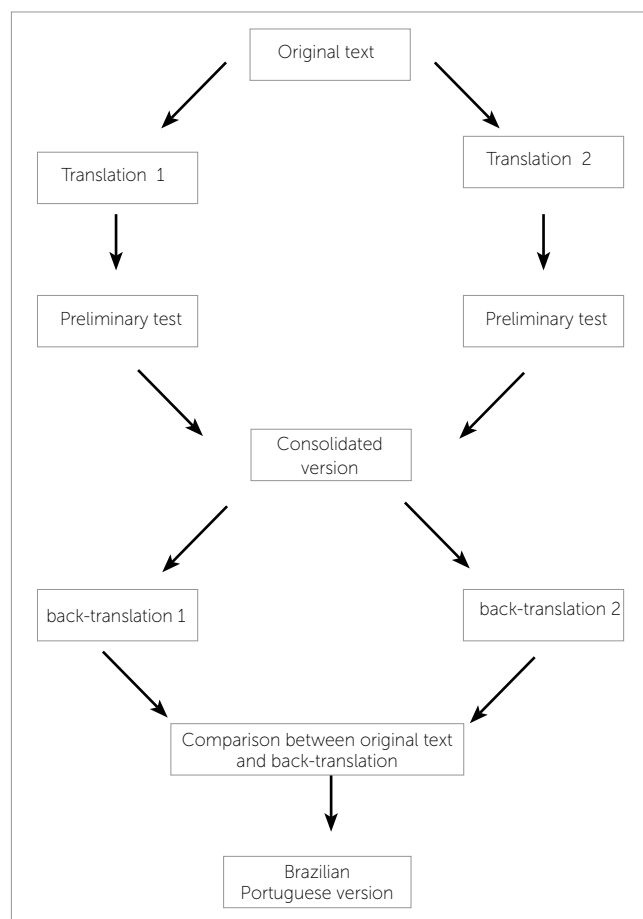 Original text
Translation 1
Translation 2
Preliminary test
Preliminary test
Consolidated
version
back-translation 1
back-translation 2
Comparison between original text
and back-translation
Brazilian
Portuguese version